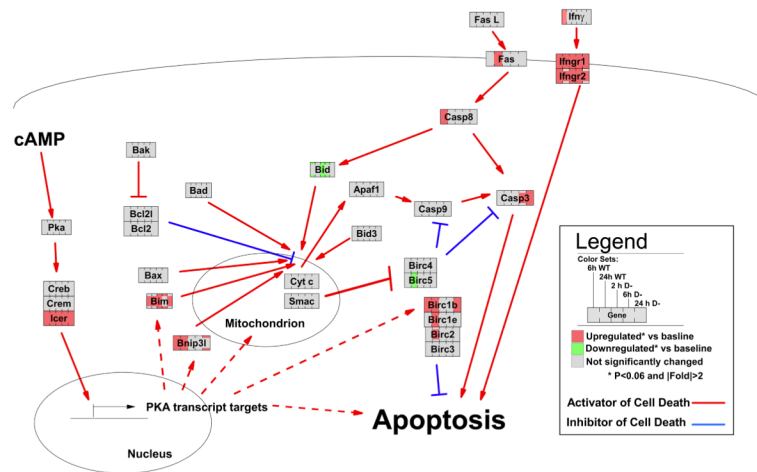 Fas L
Ifnγ
Fas
Ifngr1
Ifngr2
Casp8
cAMP
Bak
Bid
Bad
Apaf1
Casp9
Casp3
Bcl2l
Bcl2
Pka
Bid3
Bax
Birc4
Birc5
Cyt c
Creb
Crem
Icer
Bim
Smac
Birc1b
Birc1e
Birc2
Birc3
Mitochondrion
Bnip3l
PKA transcript targets
Apoptosis
Nucleus
Legend
Color Sets:
6h WT
24h WT
2 h D-
6h D-
24 h D-
Gene
Upregulated* vs basline
Downregulated* vs baseline
Not significantly changed
* P<0.06 and |Fold|>2
Activator of Cell Death
Inhibitor of Cell Death